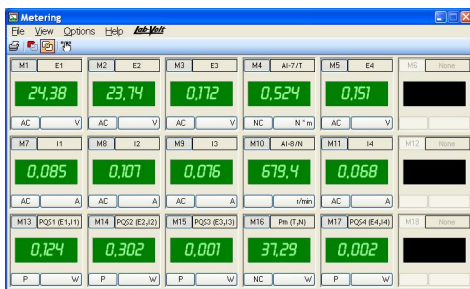 Metering
File View Options Help Lab-Volt
M1 E1 M2 E2 M3 E3 M4 AI-7/T M5 E4 M6 None
24,38 23,74 0,172 0,524 0,151
AC V AC V AC V NC N*m AC V
M7 I1 M8 I2 M9 I3 M10 AI-8/N M11 I4 M12 None
0,085 0,107 0,076 679,4 0,068
AC A AC A AC A r/min AC A
M13 PQS1 (E1,I1) M14 PQS2 (E2,I2) M15 PQS3 (E3,I3) M16 Pm (T,N) M17 PQS4 (E4,I4) M18 None
0,124 0,302 0,001 37,29 0,002
P W P W P W NC W P W